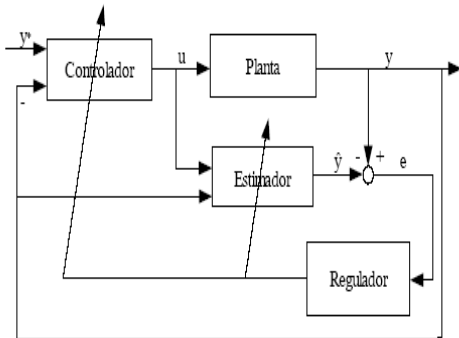 y*
Controlador
u
Planta
y
-
Estimador
ŷ
-
+
e
Regulador